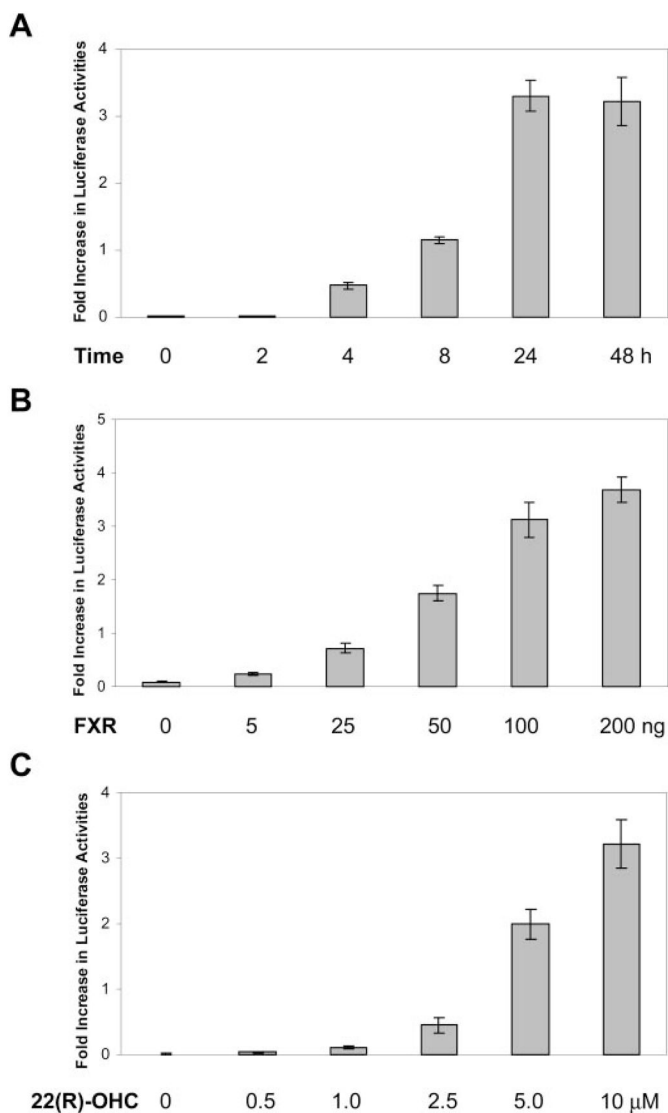 A
Fold Increase in Luciferase Activities
4
3
2
1
0
Time 0 2 4 8 24 48 h
B
Fold Increase in Luciferase Activities
5
4
3
2
1
0
FXR 0 5 25 50 100 200 ng
C
Fold Increase in Luciferase Activities
4
3
2
1
0
22(R)-OHC 0 0.5 1.0 2.5 5.0 10 μM